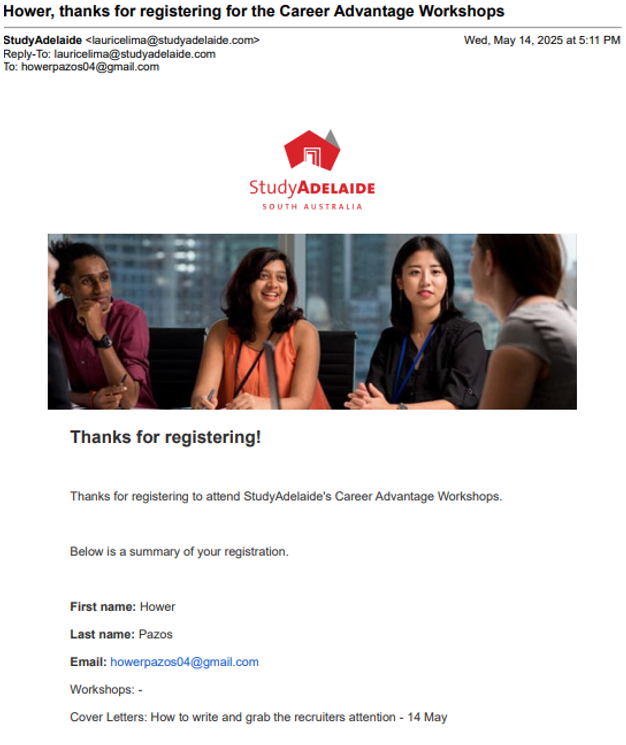 Hower, thanks for registering for the Career Advantage Workshops
StudyAdelaide <lauricelima@studyadelaide.com> Wed, May 14, 2025 at 5:11 PM
Reply-To: lauricelima@studyadelaide.com
To: howerpazos04@gmail.com
StudyADELAIDE
SOUTH AUSTRALIA
Thanks for registering!
Thanks for registering to attend StudyAdelaide's Career Advantage Workshops.
Below is a summary of your registration.
First name: Hower
Last name: Pazos
Email: howerpazos04@gmail.com
Workshops: -
Cover Letters: How to write and grab the recruiters attention - 14 May